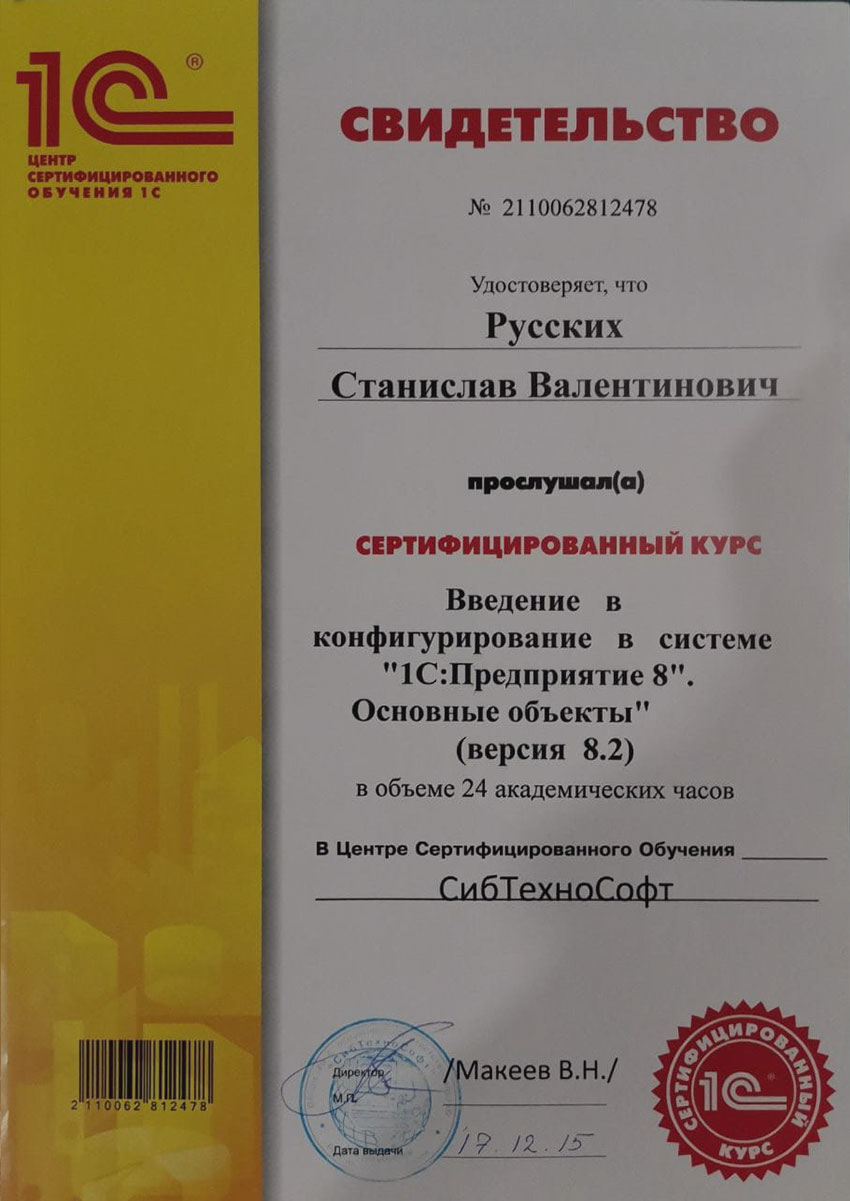 1С ®
ЦЕНТР
СЕРТИФИЦИРОВАННОГО
ОБУЧЕНИЯ 1С
СВИДЕТЕЛЬСТВО
№ 2110062812478
Удостоверяет, что
Русских
Станислав Валентинович
прослушал(а)
СЕРТИФИЦИРОВАННЫЙ КУРС
Введение в
конфигурирование в системе
"1С:Предприятие 8".
Основные объекты"
(версия 8.2)
в объеме 24 академических часов
В Центре Сертифицированного Обучения
СибТехноСофт
СибТехноСофт
Директор
/Макеев В.Н./
М.П.
Дата выдачи 17.12.15
2 110062 812478
СЕРТИФИЦИРОВАННЫЙ
1С ®
КУРС